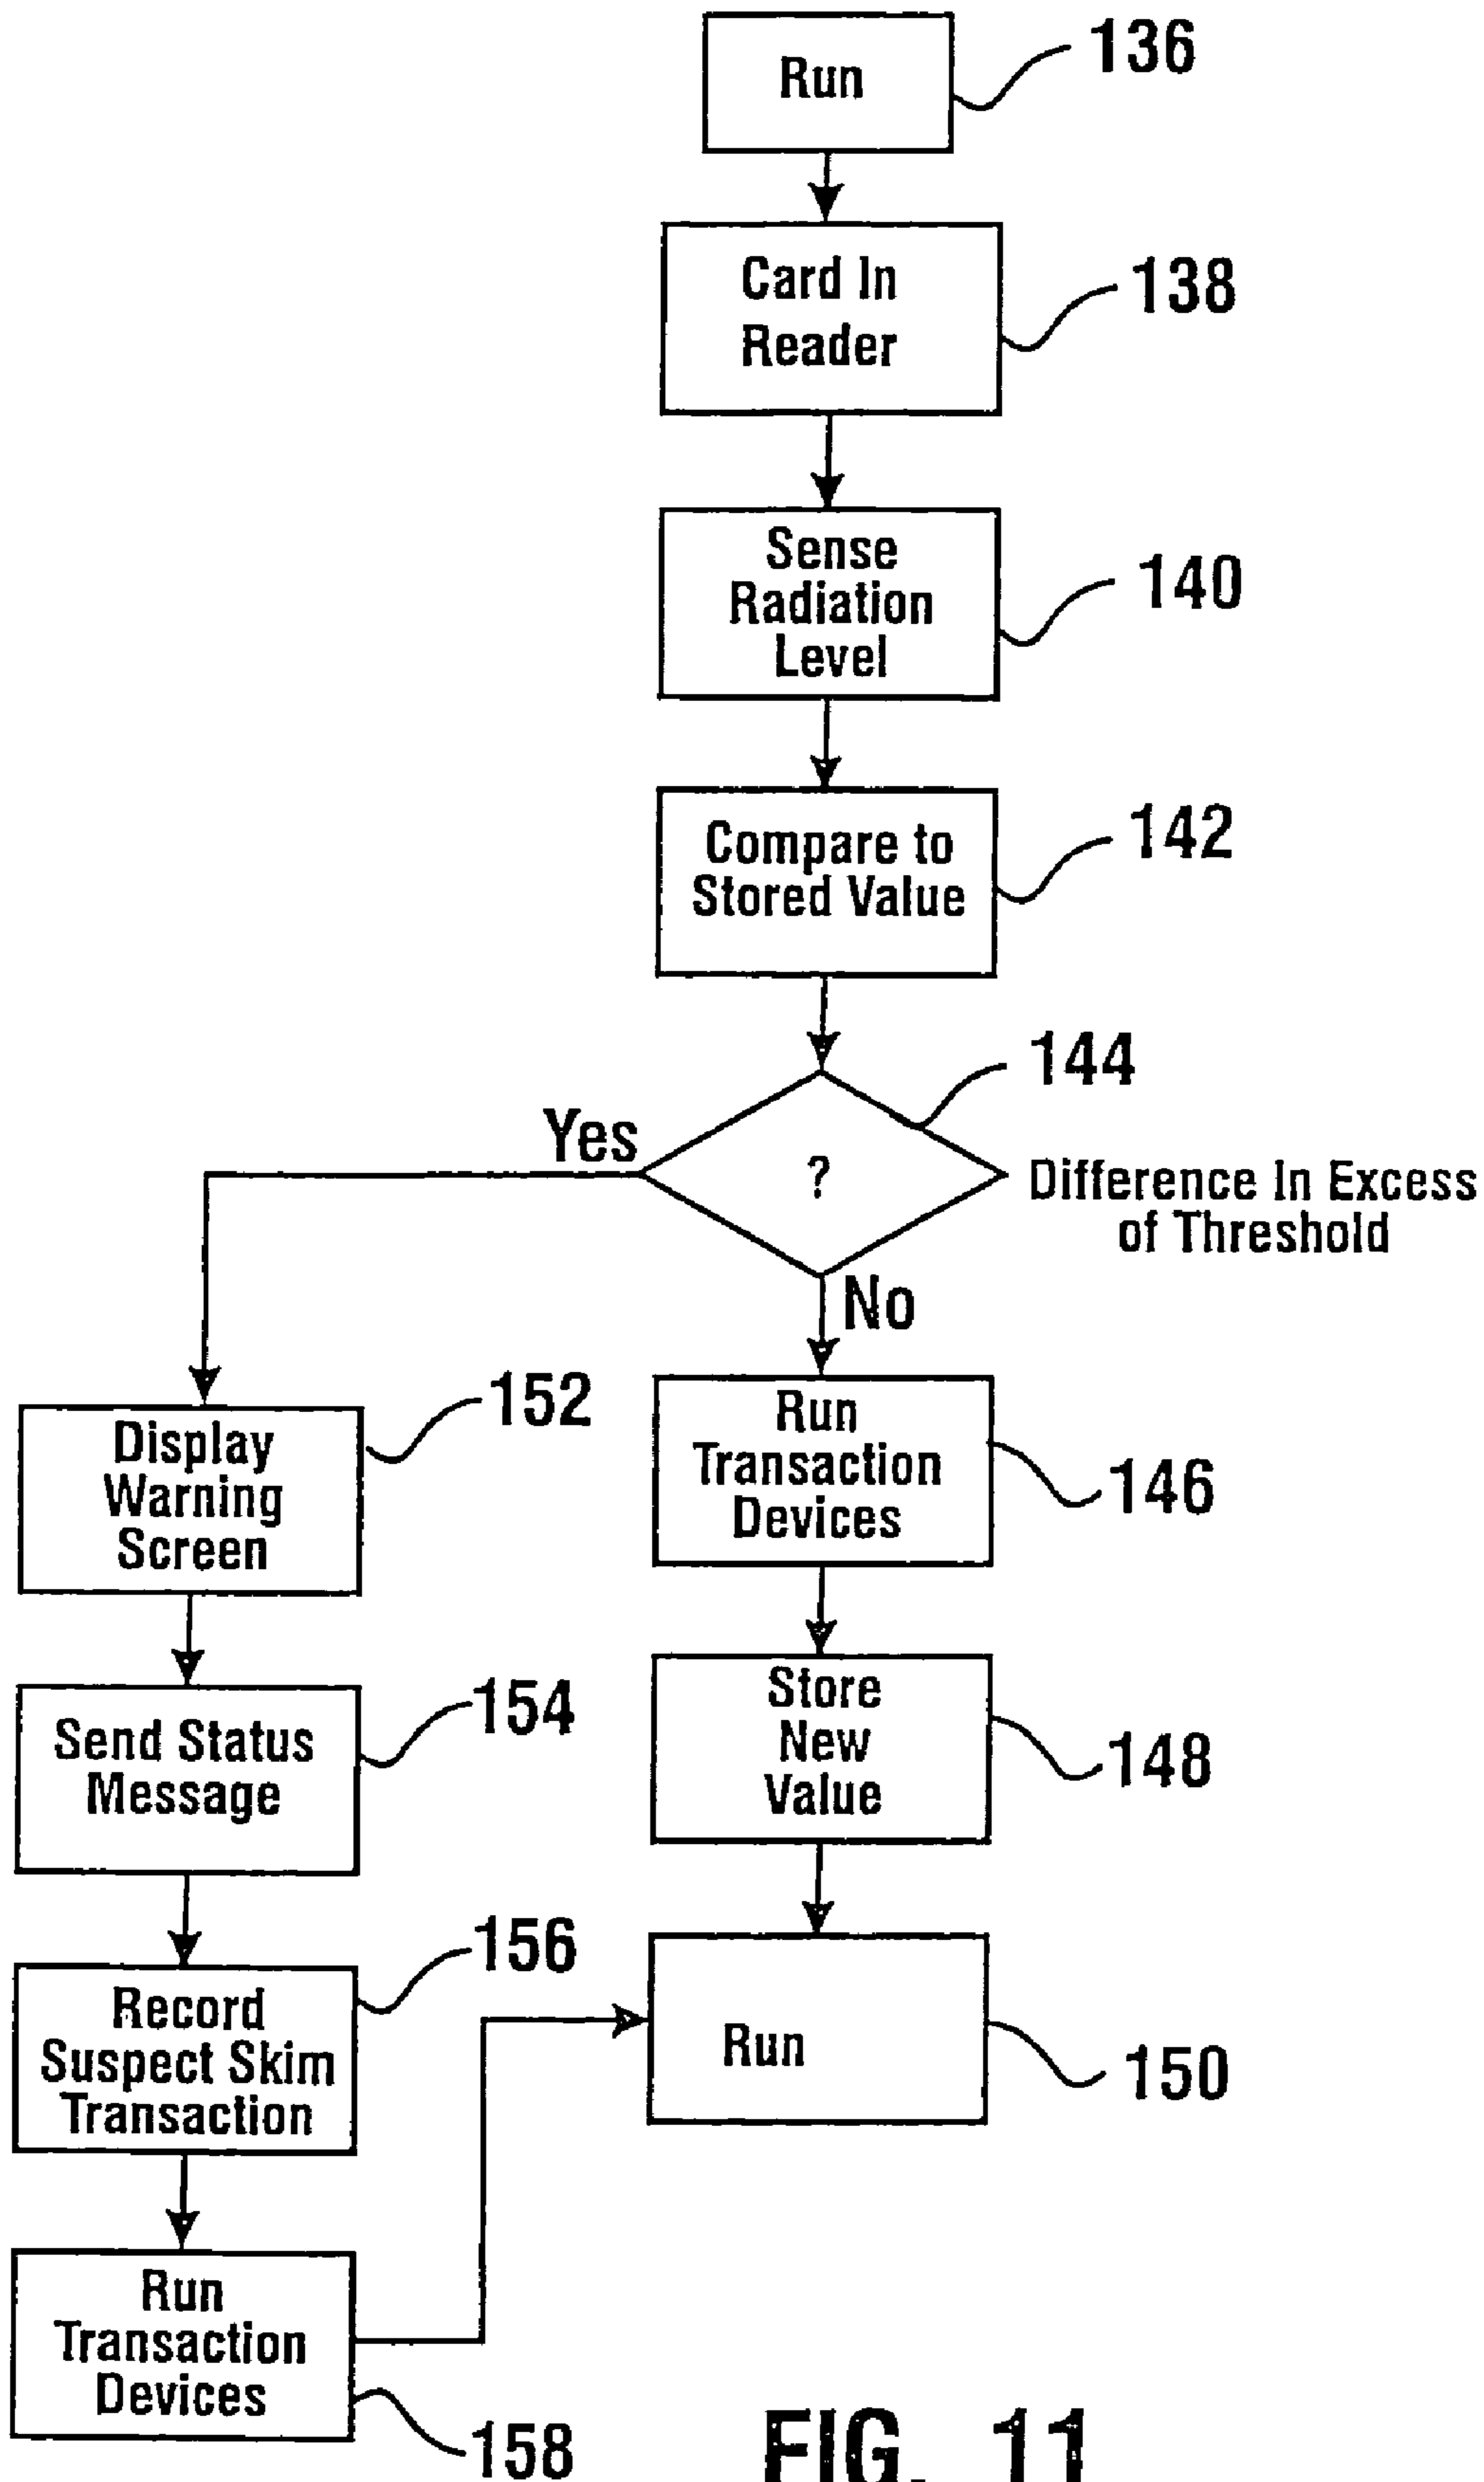 Run
136
Card In
Reader
138
Sense
Radiation
Level
140
Compare to
Stored Value
142
144
Yes
?
Difference In Excess
of Threshold
No
152
Display
Warning
Screen
Run
Transaction
Devices
146
154
Send Status
Message
Store
New
Value
148
156
Record
Suspect Skim
Transaction
Run
150
Run
Transaction
Devices
158
FIG. 11